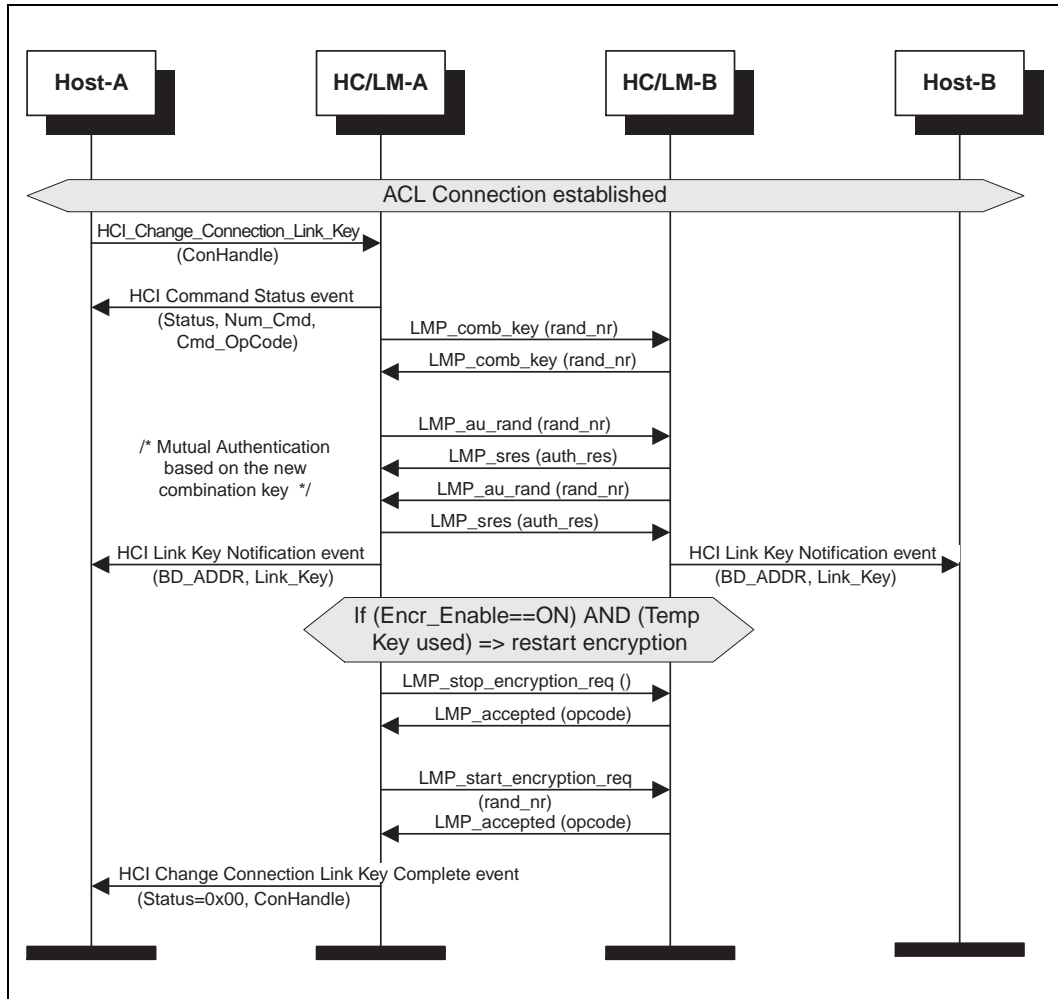 Host-A
HC/LM-A
HC/LM-B
Host-B
ACL Connection established
HCI_Change_Connection_Link_Key
(ConHandle)
HCI Command Status event
(Status, Num_Cmd,
Cmd_OpCode)
LMP_comb_key (rand_nr)
LMP_comb_key (rand_nr)
LMP_au_rand (rand_nr)
/* Mutual Authentication
based on the new
combination key */
LMP_sres (auth_res)
LMP_au_rand (rand_nr)
LMP_sres (auth_res)
HCI Link Key Notification event
(BD_ADDR, Link_Key)
HCI Link Key Notification event
(BD_ADDR, Link_Key)
If (Encr_Enable==ON) AND (Temp
Key used) => restart encryption
LMP_stop_encryption_req ()
LMP_accepted (opcode)
LMP_start_encryption_req
(rand_nr)
LMP_accepted (opcode)
HCI Change Connection Link Key Complete event
(Status=0x00, ConHandle)